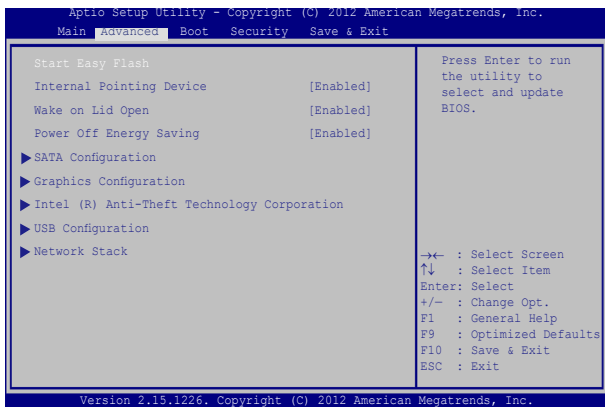 Aptio Setup Utility - Copyright (C) 2012 American Megatrends, Inc.
Main Advanced Boot Security Save & Exit
Start Easy Flash
Internal Pointing Device [Enabled]
Wake on Lid Open [Enabled]
Power Off Energy Saving [Enabled]
SATA Configuration
Graphics Configuration
Intel (R) Anti-Theft Technology Corporation
USB Configuration
Network Stack
Press Enter to run
the utility to
select and update
BIOS.
→← : Select Screen
↑↓ : Select Item
Enter: Select
+/— : Change Opt.
F1 : General Help
F9 : Optimized Defaults
F10 : Save & Exit
ESC : Exit
Version 2.15.1226. Copyright (C) 2012 American Megatrends, Inc.